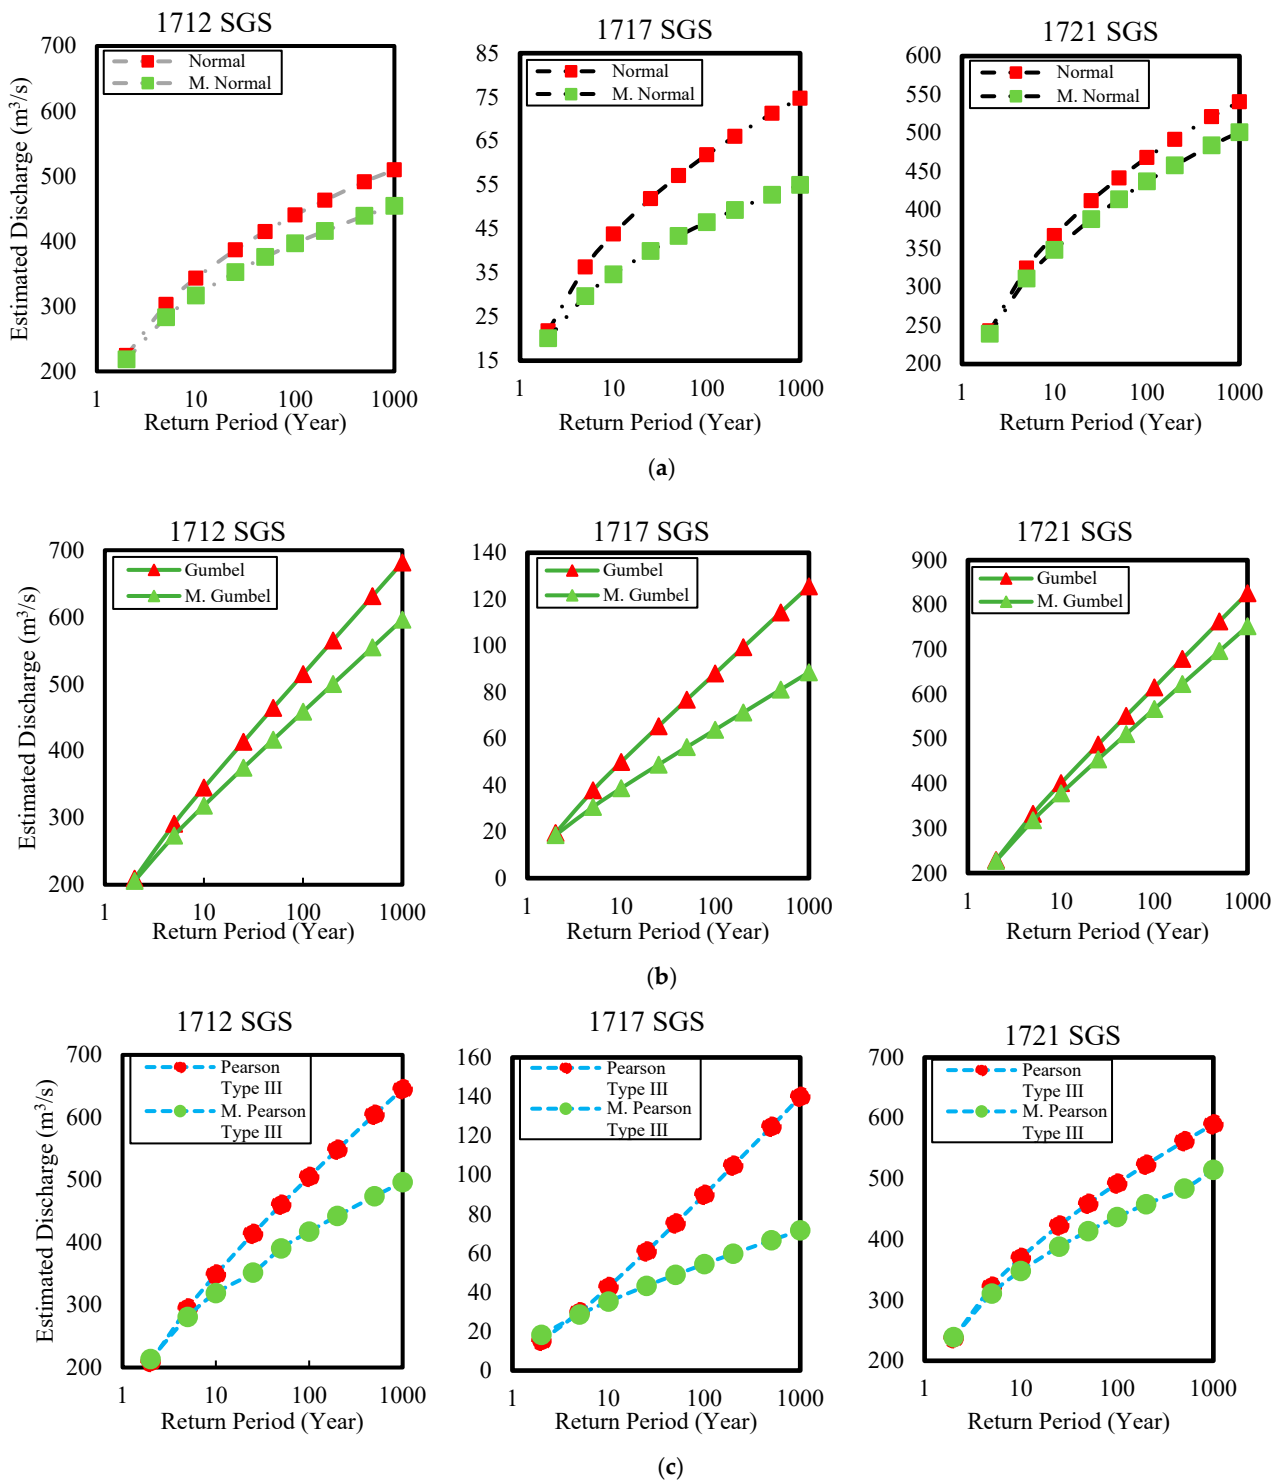 1712 SGS
1717 SGS
1721 SGS
Estimated Discharge (m³/s)
700
600
500
400
300
200
Normal
M. Normal
1
10
100
1000
Return Period (Year)
85
75
65
55
45
35
25
15
Normal
M. Normal
1
10
100
1000
Return Period (Year)
600
550
500
450
400
350
300
250
200
Normal
M. Normal
1
10
100
1000
Return Period (Year)
(a)
1712 SGS
1717 SGS
1721 SGS
Estimated Discharge (m³/s)
700
600
500
400
300
200
Gumbel
M. Gumbel
1
10
100
1000
Return Period (Year)
140
120
100
80
60
40
20
0
Gumbel
M. Gumbel
1
10
100
1000
Return Period (Year)
900
800
700
600
500
400
300
200
Gumbel
M. Gumbel
1
10
100
1000
Return Period (Year)
(b)
1712 SGS
1717 SGS
1721 SGS
Estimated Discharge (m³/s)
700
600
500
400
300
200
Pearson
Type III
M. Pearson
Type III
1
10
100
1000
Return Period (Year)
160
140
120
100
80
60
40
20
0
Pearson
Type III
M. Pearson
Type III
1
10
100
1000
Return Period (Year)
700
600
500
400
300
200
Pearson
Type III
M. Pearson
Type III
1
10
100
1000
Return Period (Year)
(c)